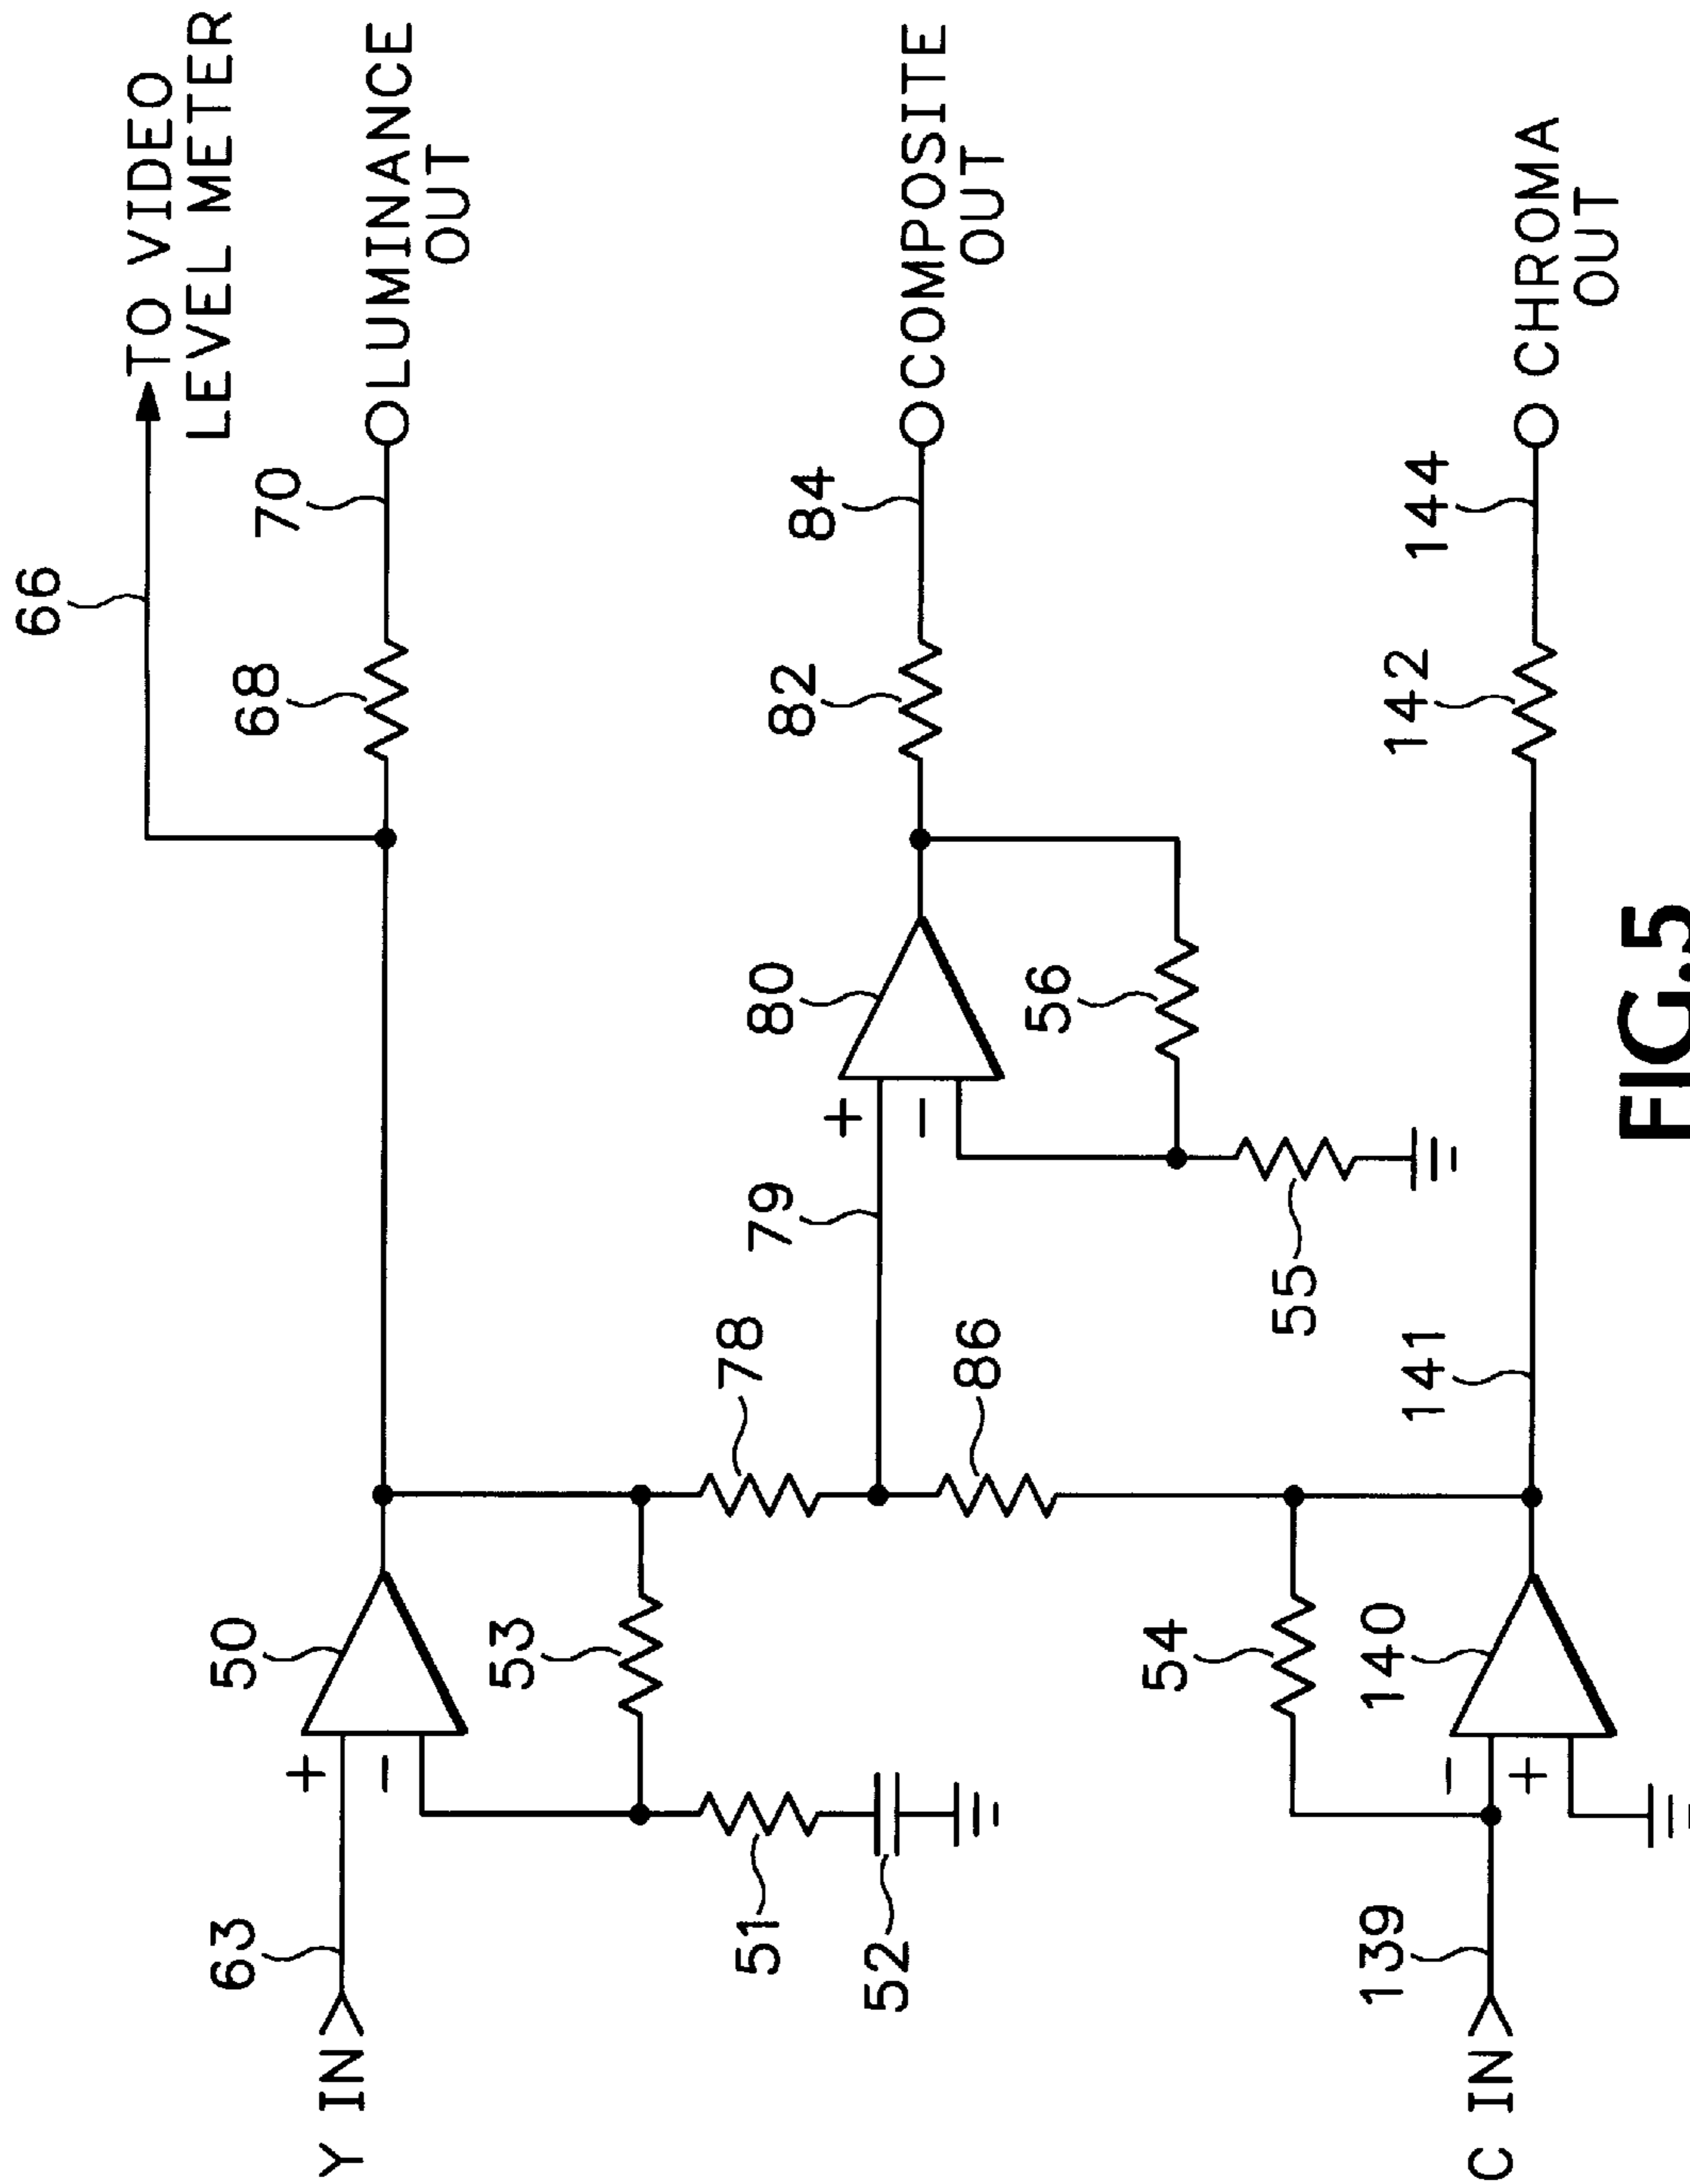 66
TO VIDEO
LEVEL METER
70
68
LUMINANCE
OUT
Y IN
63
+
−
50
53
51
52
78
79
86
+
−
80
56
55
82
84
COMPOSITE
OUT
C IN
139
−
+
54
140
141
142
144
CHROMA
OUT
FIG.5